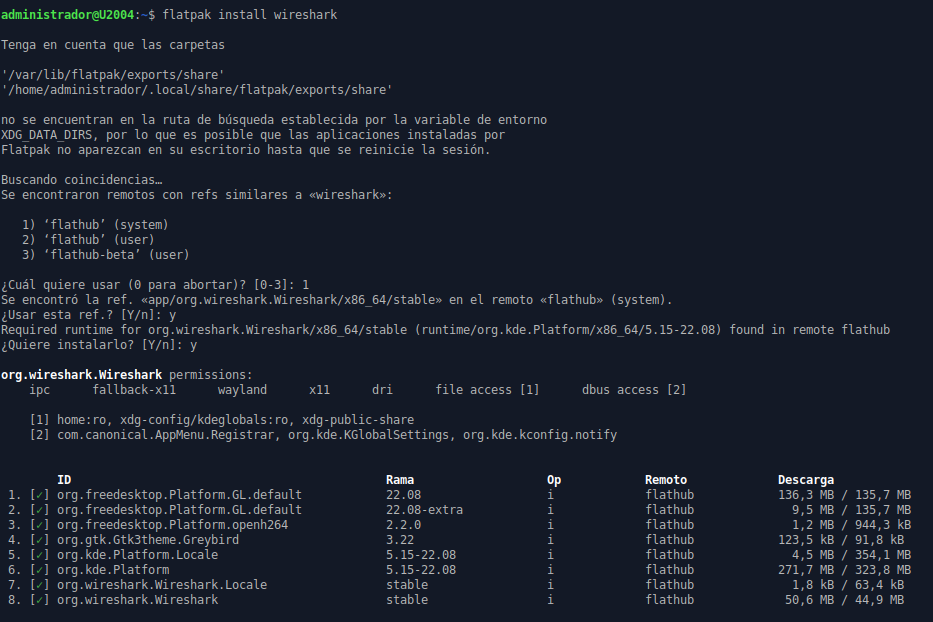 administrador@U2004:~$ flatpak install wireshark
Tenga en cuenta que las carpetas
'/var/lib/flatpak/exports/share'
'/home/administrador/.local/share/flatpak/exports/share'
no se encuentran en la ruta de búsqueda establecida por la variable de entorno
XDG_DATA_DIRS, por lo que es posible que las aplicaciones instaladas por
Flatpak no aparezcan en su escritorio hasta que se reinicie la sesión.
Buscando coincidencias…
Se encontraron remotos con refs similares a «wireshark»:
1) ‘flathub’ (system)
2) ‘flathub’ (user)
3) ‘flathub-beta’ (user)
¿Cuál quiere usar (0 para abortar)? [0-3]: 1
Se encontró la ref. «app/org.wireshark.Wireshark/x86_64/stable» en el remoto «flathub» (system).
¿Usar esta ref.? [Y/n]: y
Required runtime for org.wireshark.Wireshark/x86_64/stable (runtime/org.kde.Platform/x86_64/5.15-22.08) found in remote flathub
¿Quiere instalarlo? [Y/n]: y
org.wireshark.Wireshark permissions:
ipc fallback-x11 wayland x11 dri file access [1] dbus access [2]
[1] home:ro, xdg-config/kdeglobals:ro, xdg-public-share
[2] com.canonical.AppMenu.Registrar, org.kde.KGlobalSettings, org.kde.kconfig.notify
ID Rama Op Remoto Descarga
1. [✓] org.freedesktop.Platform.GL.default 22.08 i flathub 136,3 MB / 135,7 MB
2. [✓] org.freedesktop.Platform.GL.default 22.08-extra i flathub 9,5 MB / 135,7 MB
3. [✓] org.freedesktop.Platform.openh264 2.2.0 i flathub 1,2 MB / 944,3 kB
4. [✓] org.gtk.Gtk3theme.Greybird 3.22 i flathub 123,5 kB / 91,8 kB
5. [✓] org.kde.Platform.Locale 5.15-22.08 i flathub 4,5 MB / 354,1 MB
6. [✓] org.kde.Platform 5.15-22.08 i flathub 271,7 MB / 323,8 MB
7. [✓] org.wireshark.Wireshark.Locale stable i flathub 1,8 kB / 63,4 kB
8. [✓] org.wireshark.Wireshark stable i flathub 50,6 MB / 44,9 MB